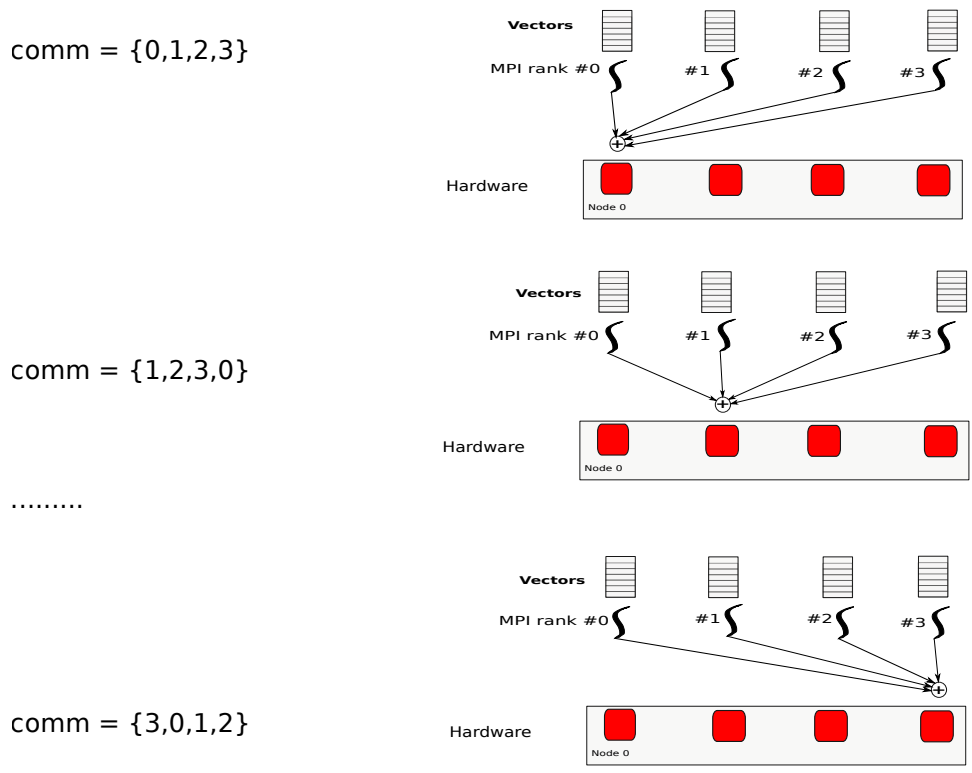 comm = {0,1,2,3}
Vectors
MPI rank #0 #1 #2 #3
+
Hardware
Node 0
comm = {1,2,3,0}
Vectors
MPI rank #0 #1 #2 #3
+
Hardware
Node 0
.........
Vectors
MPI rank #0 #1 #2 #3
+
comm = {3,0,1,2}
Hardware
Node 0